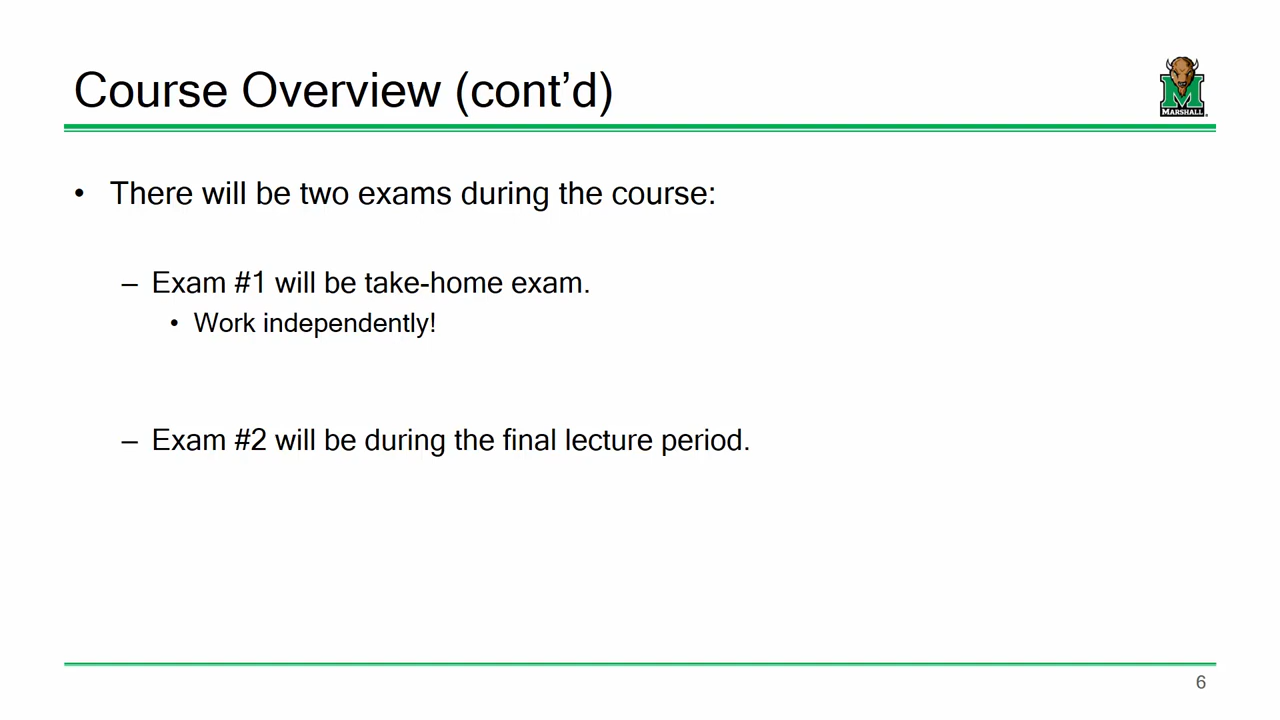 Course Overview (cont’d)
M
MARSHALL
• There will be two exams during the course:
– Exam #1 will be take-home exam.
• Work independently!
– Exam #2 will be during the final lecture period.
6